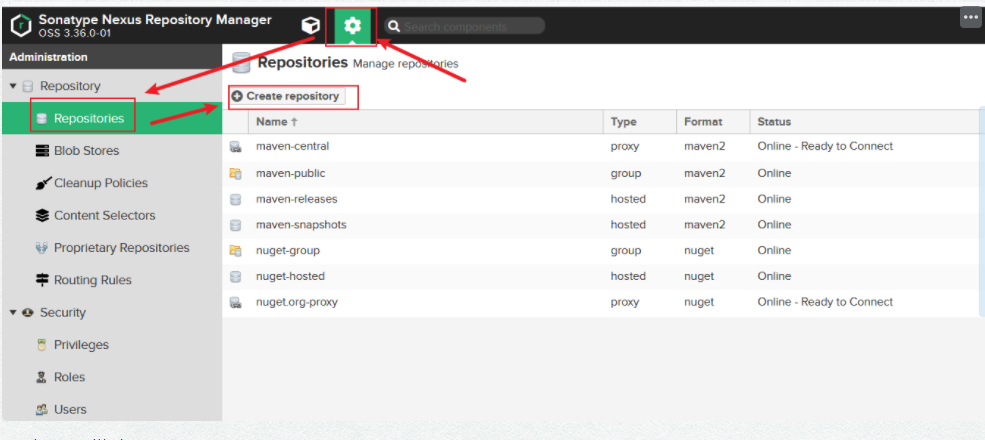 Sonatype Nexus Repository Manager
OSS 3.36.0-01
Search components
Administration
Repositories Manage repositories
Repository
Create repository
Repositories
Name ↑ Type Format Status
maven-central proxy maven2 Online - Ready to Connect
Blob Stores
maven-public group maven2 Online
Cleanup Policies
maven-releases hosted maven2 Online
Content Selectors
maven-snapshots hosted maven2 Online
Proprietary Repositories
nuget-group group nuget Online
Routing Rules
nuget-hosted hosted nuget Online
nuget.org-proxy proxy nuget Online - Ready to Connect
Security
Privileges
Roles
Users